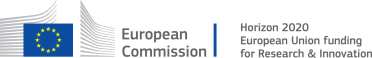 European
Commission
Horizon 2020
European Union funding
for Research & Innovation